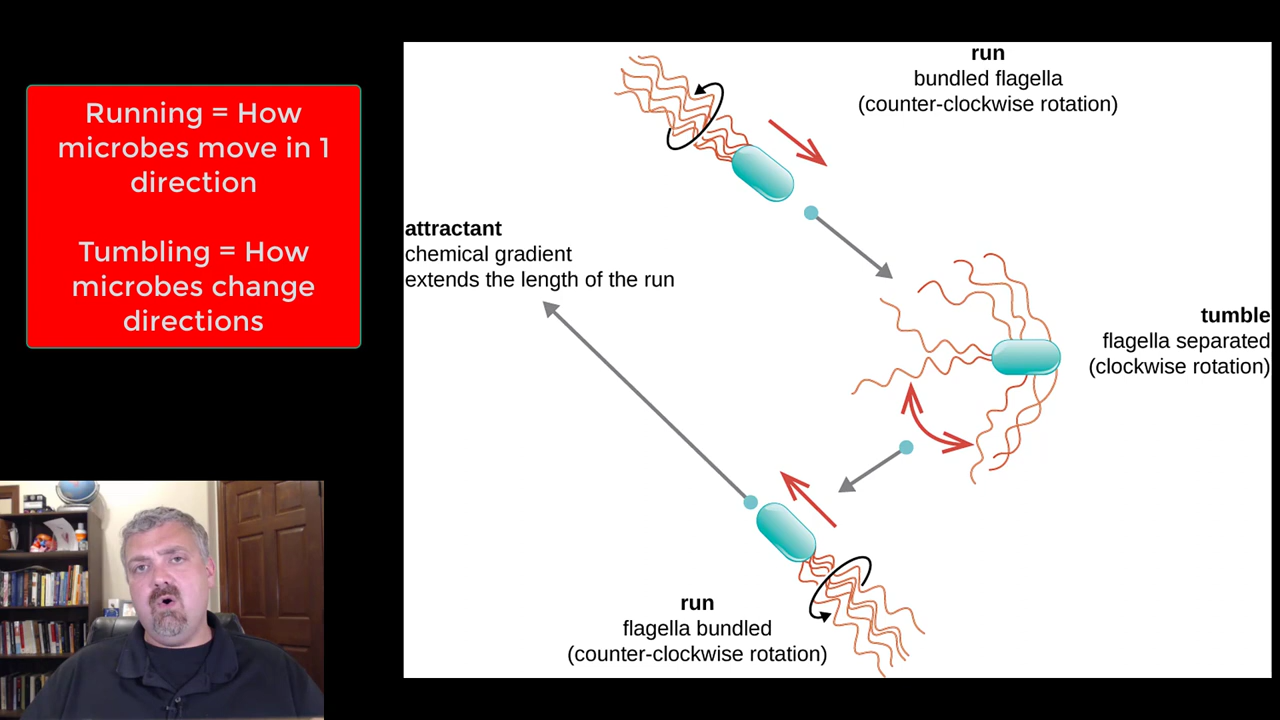 Running = How
microbes move in 1
direction
Tumbling = How
microbes change
directions
run
bundled flagella
(counter-clockwise rotation)
attractant
chemical gradient
extends the length of the run
tumble
flagella separated
(clockwise rotation)
run
flagella bundled
(counter-clockwise rotation)